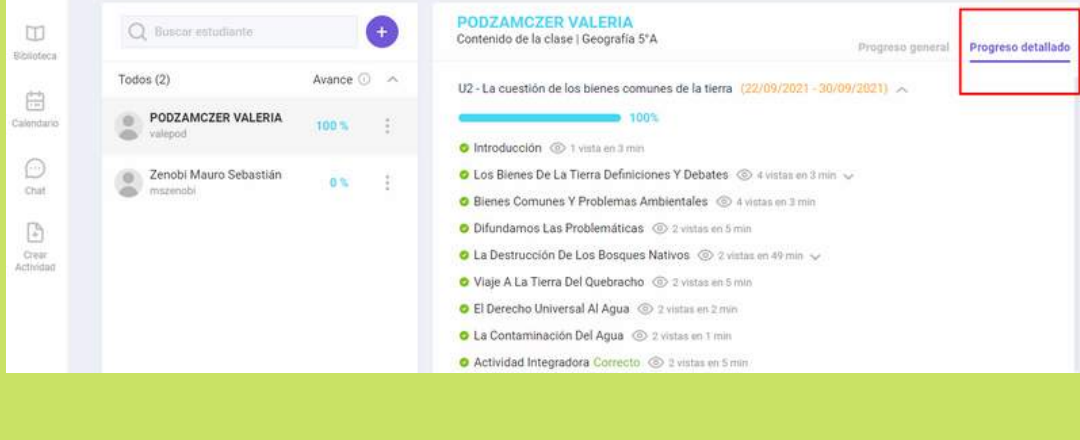 Biblioteca
Calendario
Chat
Crear
Actividad
Buscar estudiante
+
Todos (2)
Avance
PODZAMCZER VALERIA
valepod
100 %
Zenobi Mauro Sebastián
mszenobi
0 %
PODZAMCZER VALERIA
Contenido de la clase | Geografía 5°A
Progreso general
Progreso detallado
U2 - La cuestión de los bienes comunes de la tierra (22/09/2021 - 30/09/2021)
100%
Introducción 1 vista en 3 min
Los Bienes De La Tierra Definiciones Y Debates 4 vistas en 3 min
Bienes Comunes Y Problemas Ambientales 4 vistas en 3 min
Difundamos Las Problemáticas 2 vistas en 5 min
La Destrucción De Los Bosques Nativos 2 vistas en 49 min
Viaje A La Tierra Del Quebracho 2 vistas en 5 min
El Derecho Universal Al Agua 2 vistas en 2 min
La Contaminación Del Agua 2 vistas en 1 min
Actividad Integradora Correcto 2 vistas en 5 min